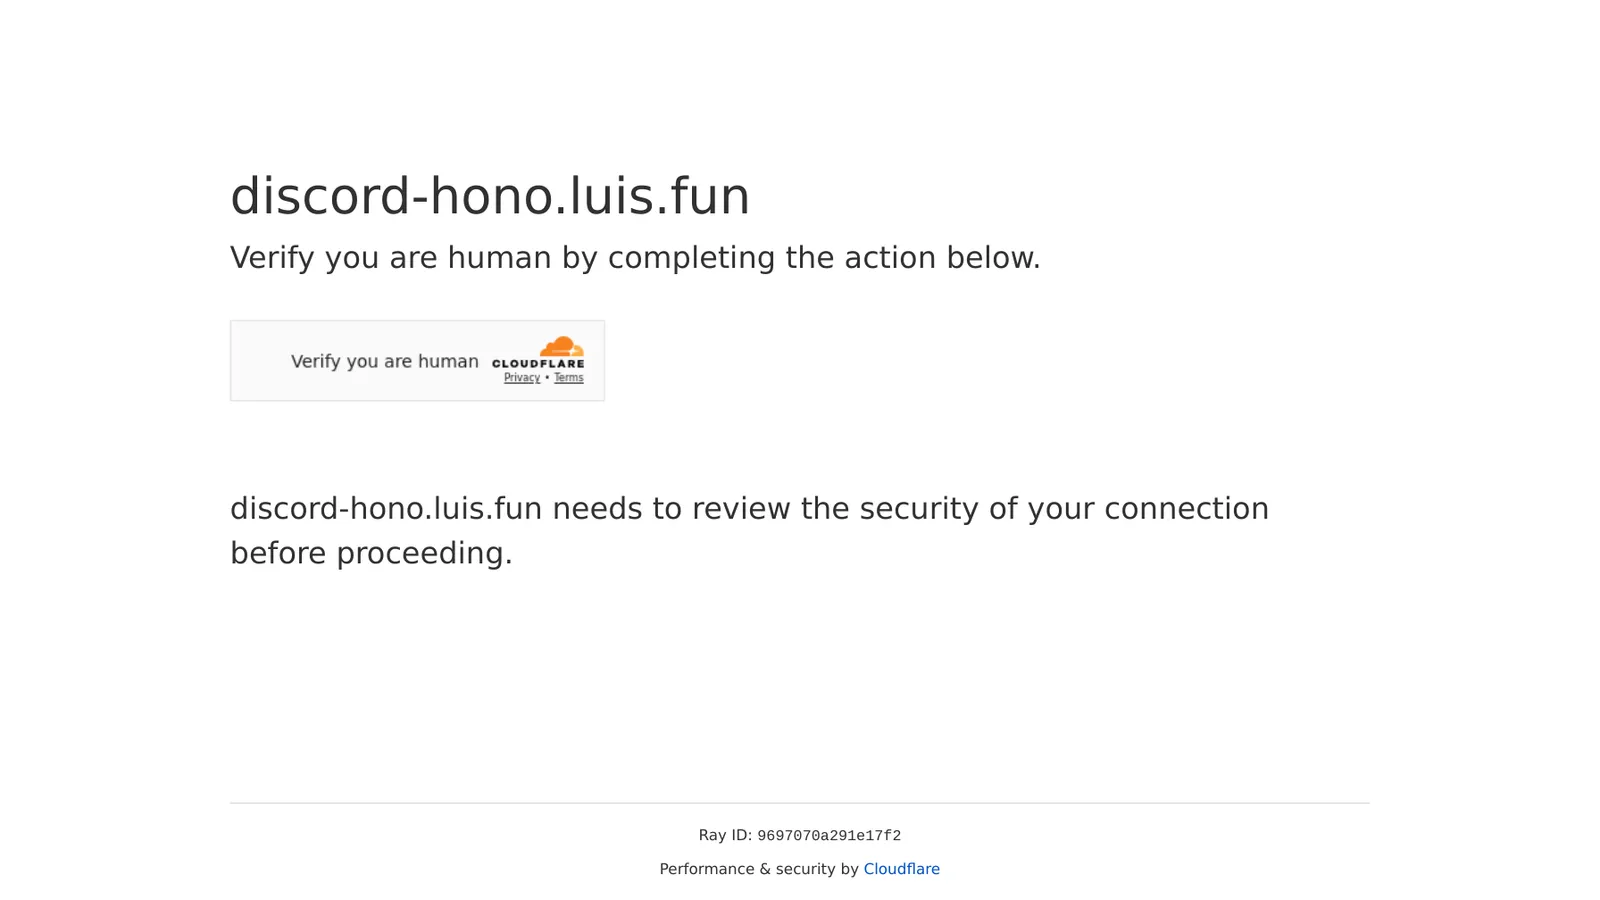 discord-hono.luis.fun
Verify you are human by completing the action below.
Verify you are human
CLOUDFLARE
Privacy • Terms
discord-hono.luis.fun needs to review the security of your connection
before proceeding.
Ray ID: 9697070a291e17f2
Performance & security by Cloudflare